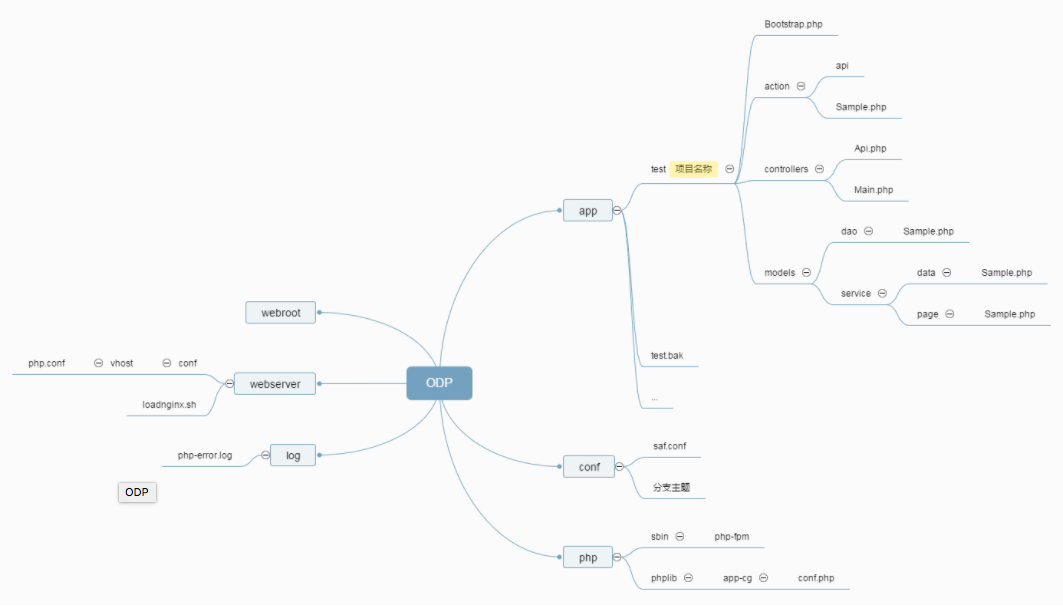 Bootstrap.php
api
action
Sample.php
Api.php
test 项目名称
controllers
Main.php
app
dao Sample.php
models
data Sample.php
service
page Sample.php
webroot
test.bak
php.conf vhost conf
webserver
ODP
...
loadnginx.sh
saf.conf
php-error.log log
conf
分支主题
ODP
sbin php-fpm
php
phplib app-cg conf.php